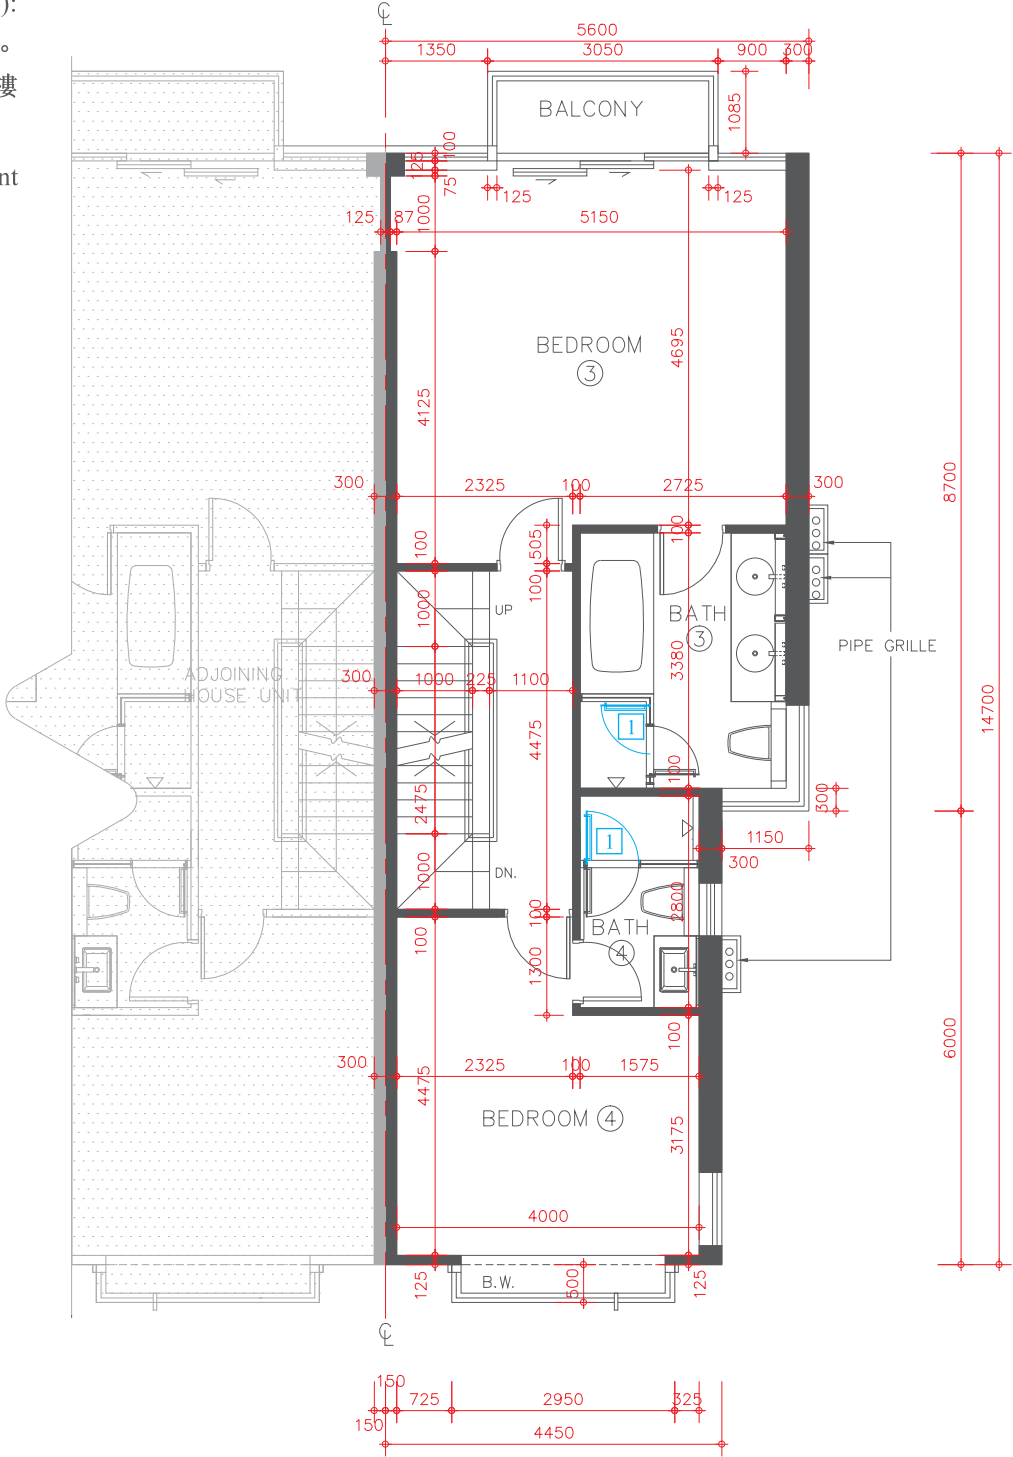 ):
。
樓
nt
℄
5600
1350 3050 900 300
BALCONY
1085
100
125
75
125 125
1000
125 87 5150
BEDROOM
3
4695
4125
8700
300 2325 100 2725 300
100 505 100
100
1000
UP
BATH
3
PIPE GRILLE
3380
ADJOINING
HOUSE UNIT
300 1000 225 1100
14700
1
4475
100
2475
300
1
1150
300
1000
DN.
2800
100
BATH
4
100
1300
100
6000
300 2325 100 1575
4475
BEDROOM 4
3175
4000
B.W.
500
125
125
℄
150
725 2950 325
150
4450